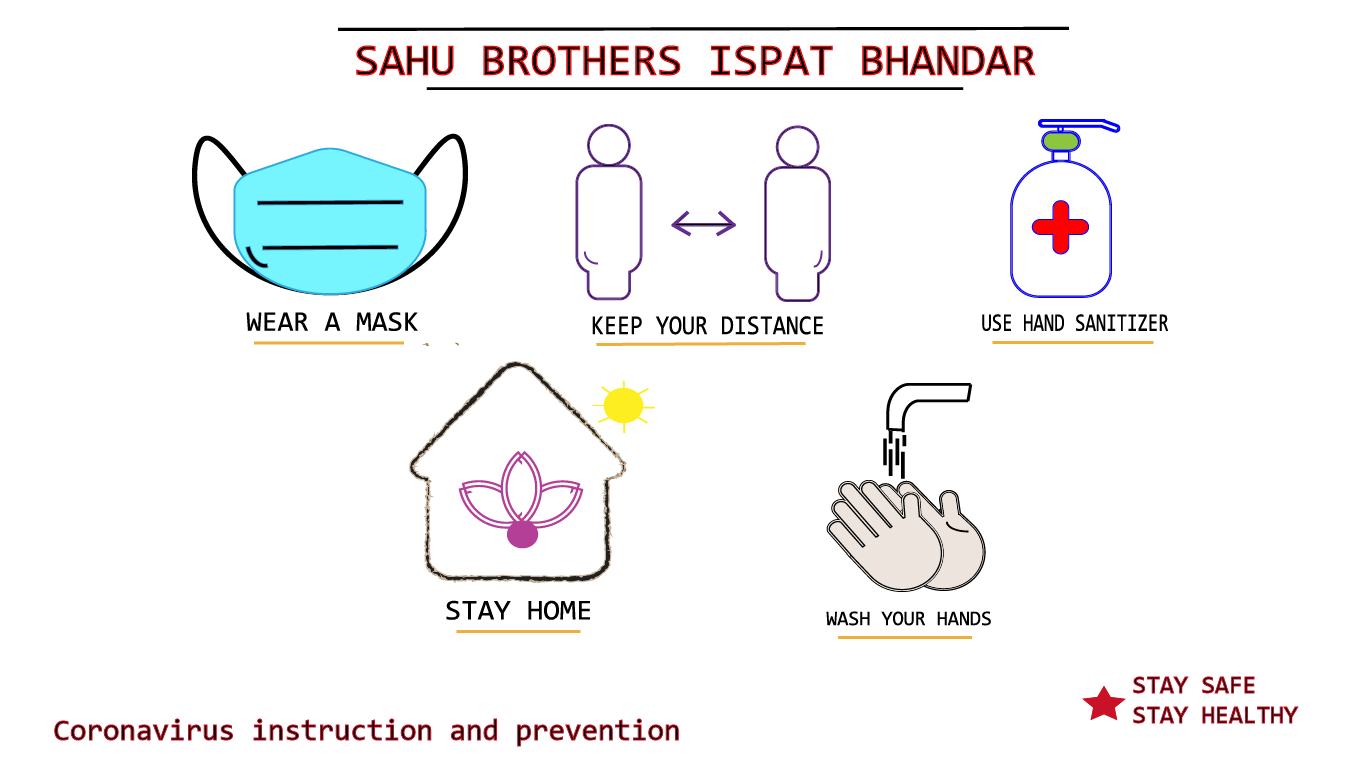 SAHU BROTHERS ISPAT BHANDAR
WEAR A MASK
KEEP YOUR DISTANCE
USE HAND SANITIZER
STAY HOME
WASH YOUR HANDS
STAY SAFE
STAY HEALTHY
Coronavirus instruction and prevention